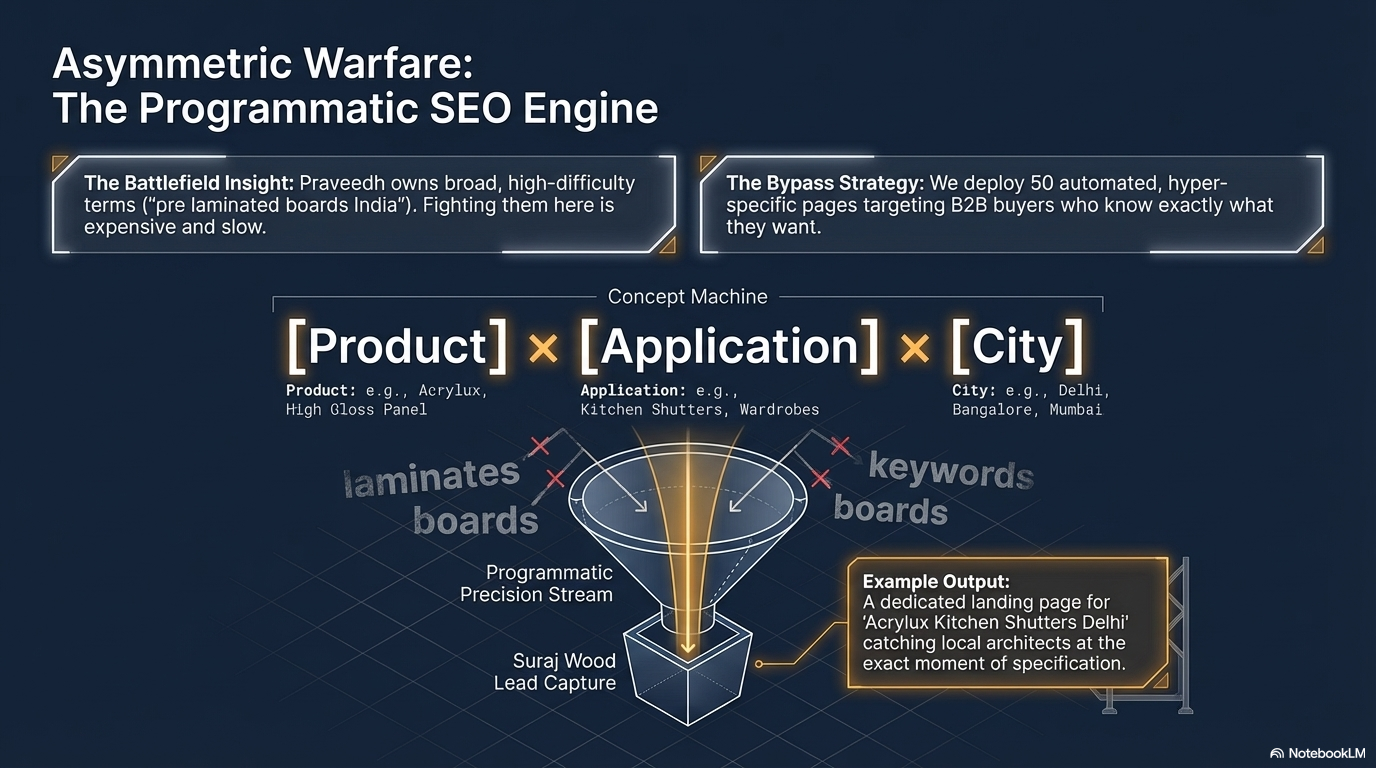 Asymmetric Warfare:
The Programmatic SEO Engine
The Battlefield Insight: Praveedh owns broad, high-difficulty
terms (“pre laminated boards India”). Fighting them here is
expensive and slow.
The Bypass Strategy: We deploy 50 automated, hyper-
specific pages targeting B2B buyers who know exactly what
they want.
Concept Machine
[Product] × [Application] × [City]
Product: e.g., Acrylux,
High Gloss Panel
Application: e.g.,
Kitchen Shutters, Wardrobes
City: e.g., Delhi,
Bangalore, Mumbai
laminates
boards
keywords
boards
Programmatic
Precision Stream
Suraj Wood
Lead Capture
Example Output:
A dedicated landing page for
‘Acrylux Kitchen Shutters Delhi’
catching local architects at the
exact moment of specification.
NotebookLM